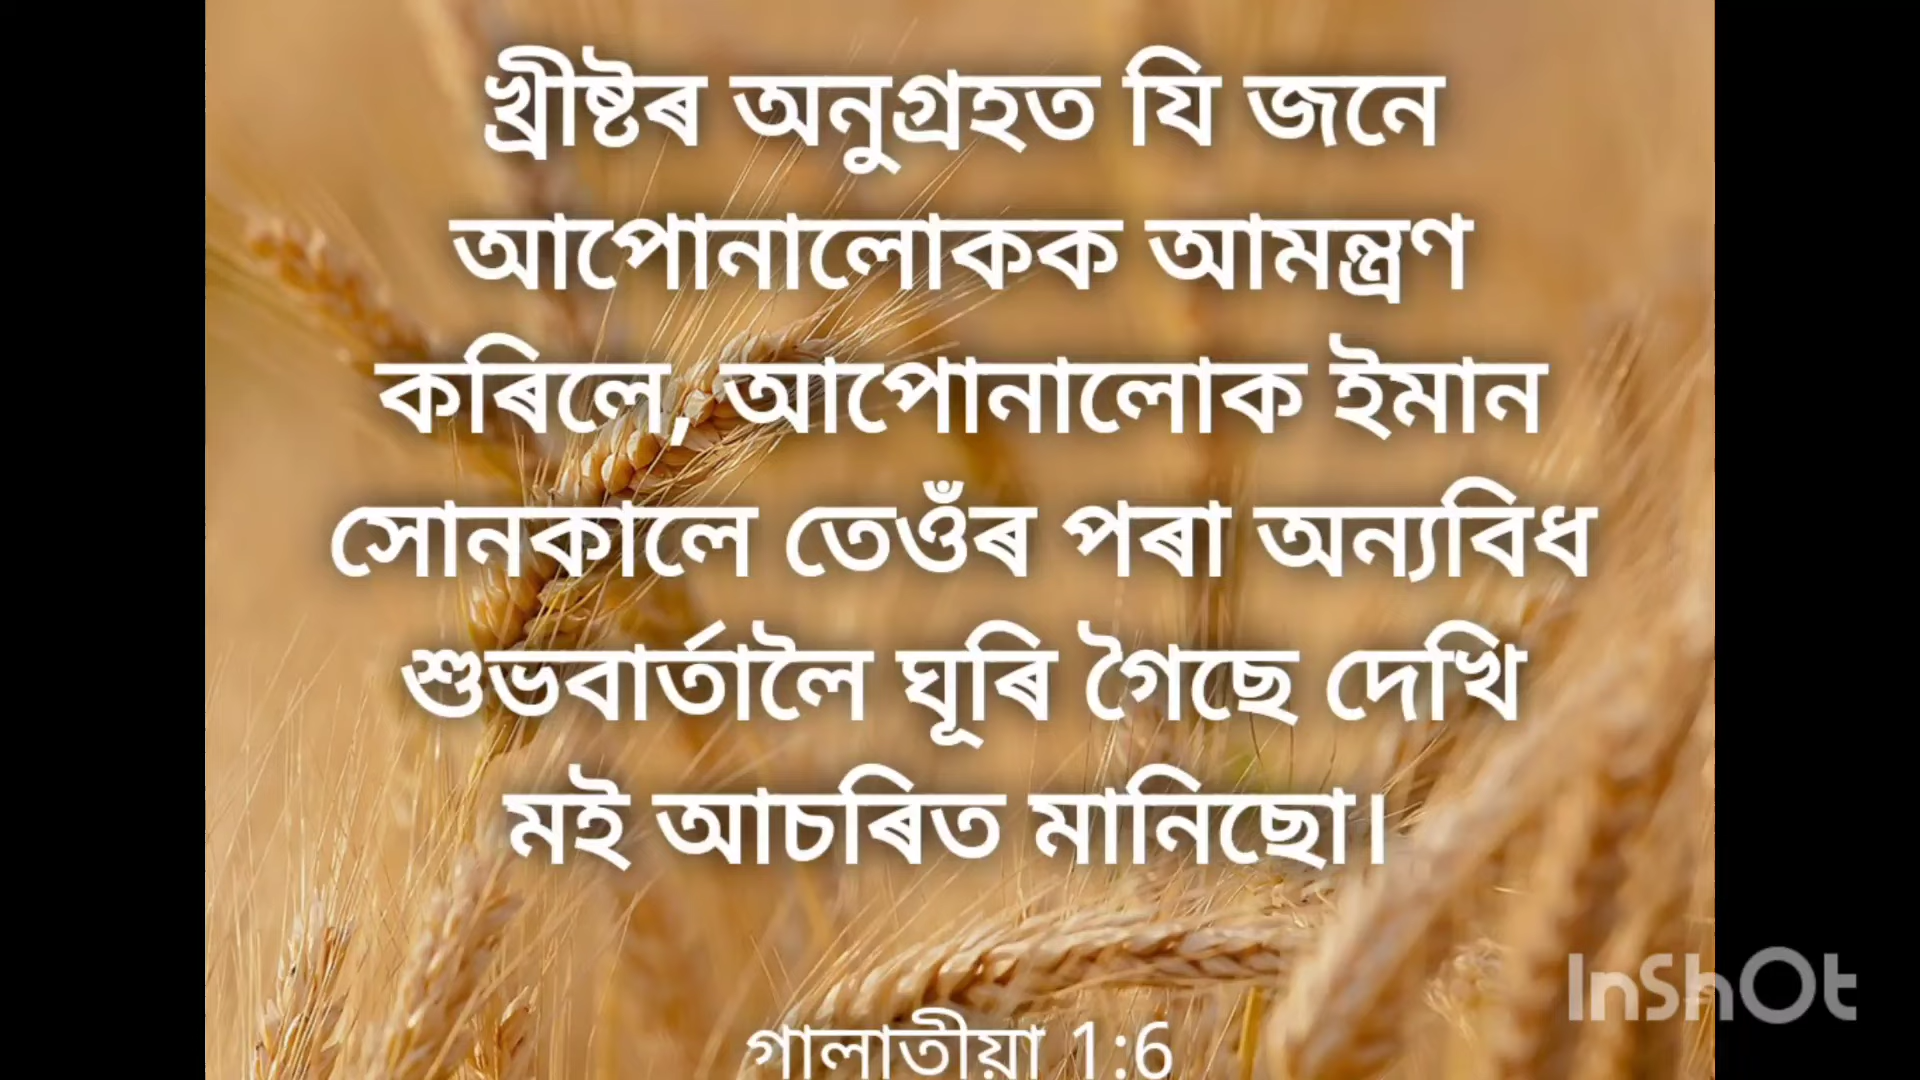 খ্ৰীষ্টৰ অনুগ্ৰহত যি জনে
আপোনালোকক আমন্ত্ৰণ
কৰিলে, আপোনালোক ইমান
সোনকালে তেওঁৰ পৰা অন্যবিধ
শুভবাৰ্তালৈ ঘূৰি গৈছে দেখি
মই আচৰিত মানিছো।
গালাতীয়া 1:6
InShOt